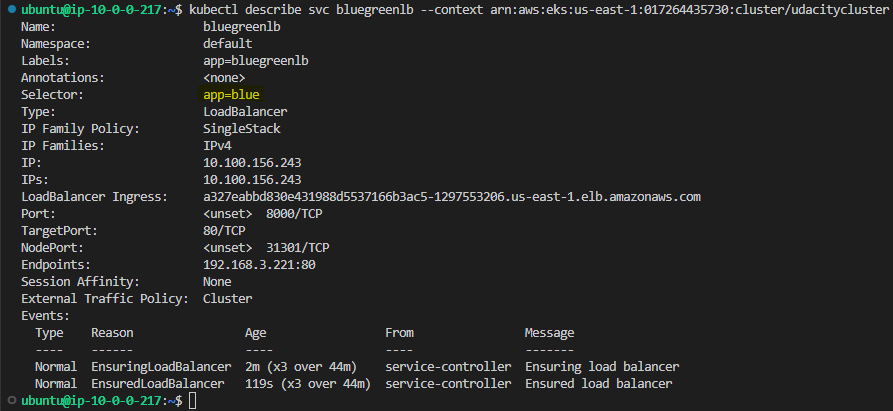 ubuntu@ip-10-0-0-217:~$ kubectl describe svc bluegreenlb --context arn:aws:eks:us-east-1:017264435730:cluster/udacitycluster
Name: bluegreenlb
Namespace: default
Labels: app=bluegreenlb
Annotations: <none>
Selector: app=blue
Type: LoadBalancer
IP Family Policy: SingleStack
IP Families: IPv4
IP: 10.100.156.243
IPs: 10.100.156.243
LoadBalancer Ingress: a327eabbd830e431988d5537166b3ac5-1297553206.us-east-1.elb.amazonaws.com
Port: <unset> 8000/TCP
TargetPort: 80/TCP
NodePort: <unset> 31301/TCP
Endpoints: 192.168.3.221:80
Session Affinity: None
External Traffic Policy: Cluster
Events:
Type Reason Age From Message
---- ------ ---- ---- -------
Normal EnsuringLoadBalancer 2m (x3 over 44m) service-controller Ensuring load balancer
Normal EnsuredLoadBalancer 119s (x3 over 44m) service-controller Ensured load balancer
ubuntu@ip-10-0-0-217:~$